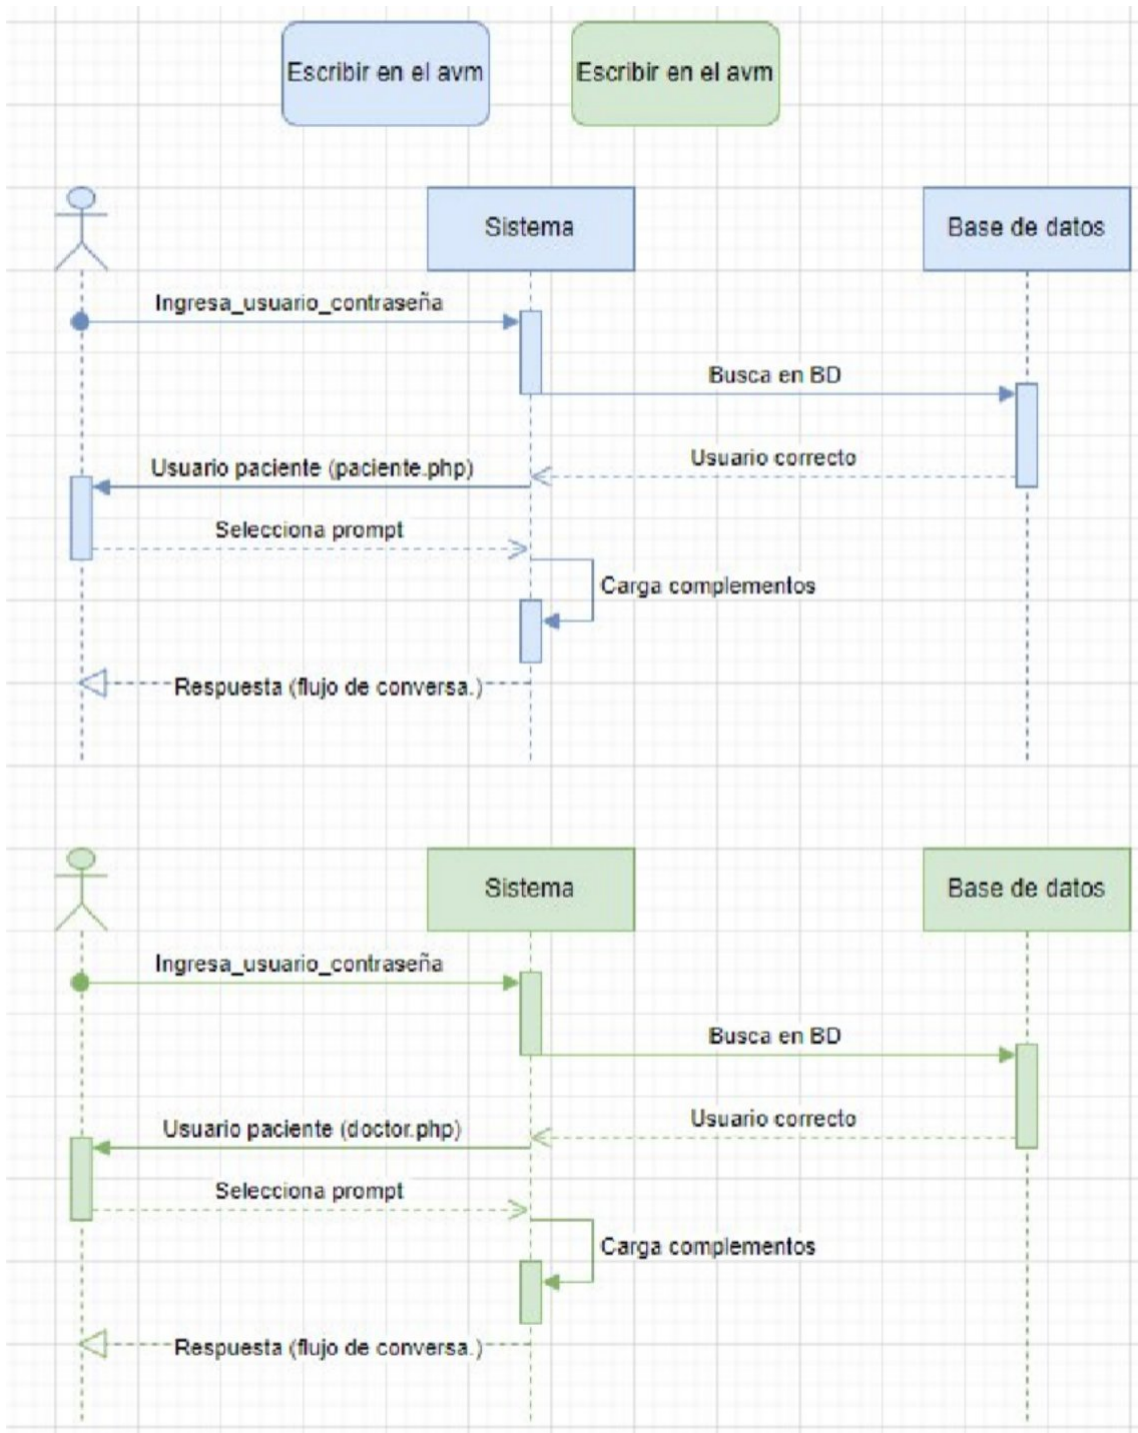 Escribir en el avm
Escribir en el avm
Sistema
Base de datos
Ingresa_usuario_contraseña
Busca en BD
Usuario correcto
Usuario paciente (paciente.php)
Selecciona prompt
Carga complementos
Respuesta (flujo de conversa.)
Sistema
Base de datos
Ingresa_usuario_contraseña
Busca en BD
Usuario correcto
Usuario paciente (doctor.php)
Selecciona prompt
Carga complementos
Respuesta (flujo de conversa.)